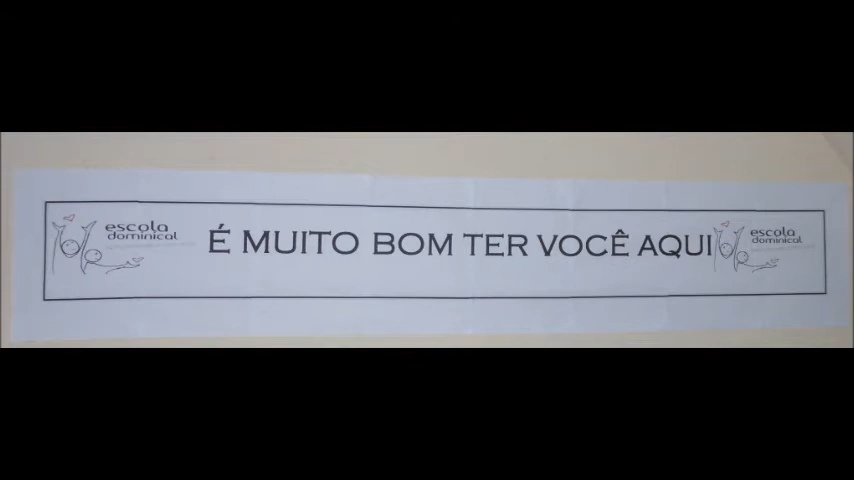 escola
dominical
É MUITO BOM TER VOCÊ AQUI
escola
dominical